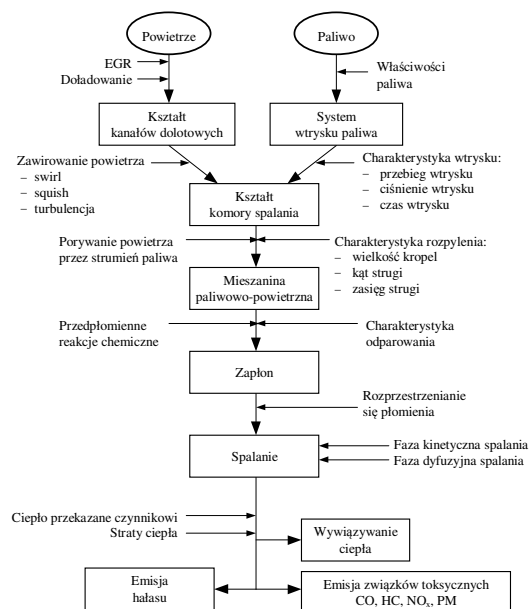 Powietrze
Paliwo
EGR
Doładowanie
Właściwości
paliwa
Kształt
kanałów dolotowych
System
wtrysku paliwa
Zawirowanie powietrza
– swirl
– squish
– turbulencja
Charakterystyka wtrysku:
– przebieg wtrysku
– ciśnienie wtrysku
– czas wtrysku
Kształt
komory spalania
Porywanie powietrza
przez strumień paliwa
Charakterystyka rozpylenia:
– wielkość kropel
– kąt strugi
– zasięg strugi
Mieszanina
paliwowo-powietrzna
Przedpłomienne
reakcje chemiczne
Charakterystyka
odparowania
Zapłon
Rozprzestrzenianie
się płomienia
Spalanie
Faza kinetyczna spalania
Faza dyfuzyjna spalania
Ciepło przekazane czynnikowi
Straty ciepła
Wywiązywanie
ciepła
Emisja
hałasu
Emisja związków toksycznych
CO, HC, NOₓ, PM